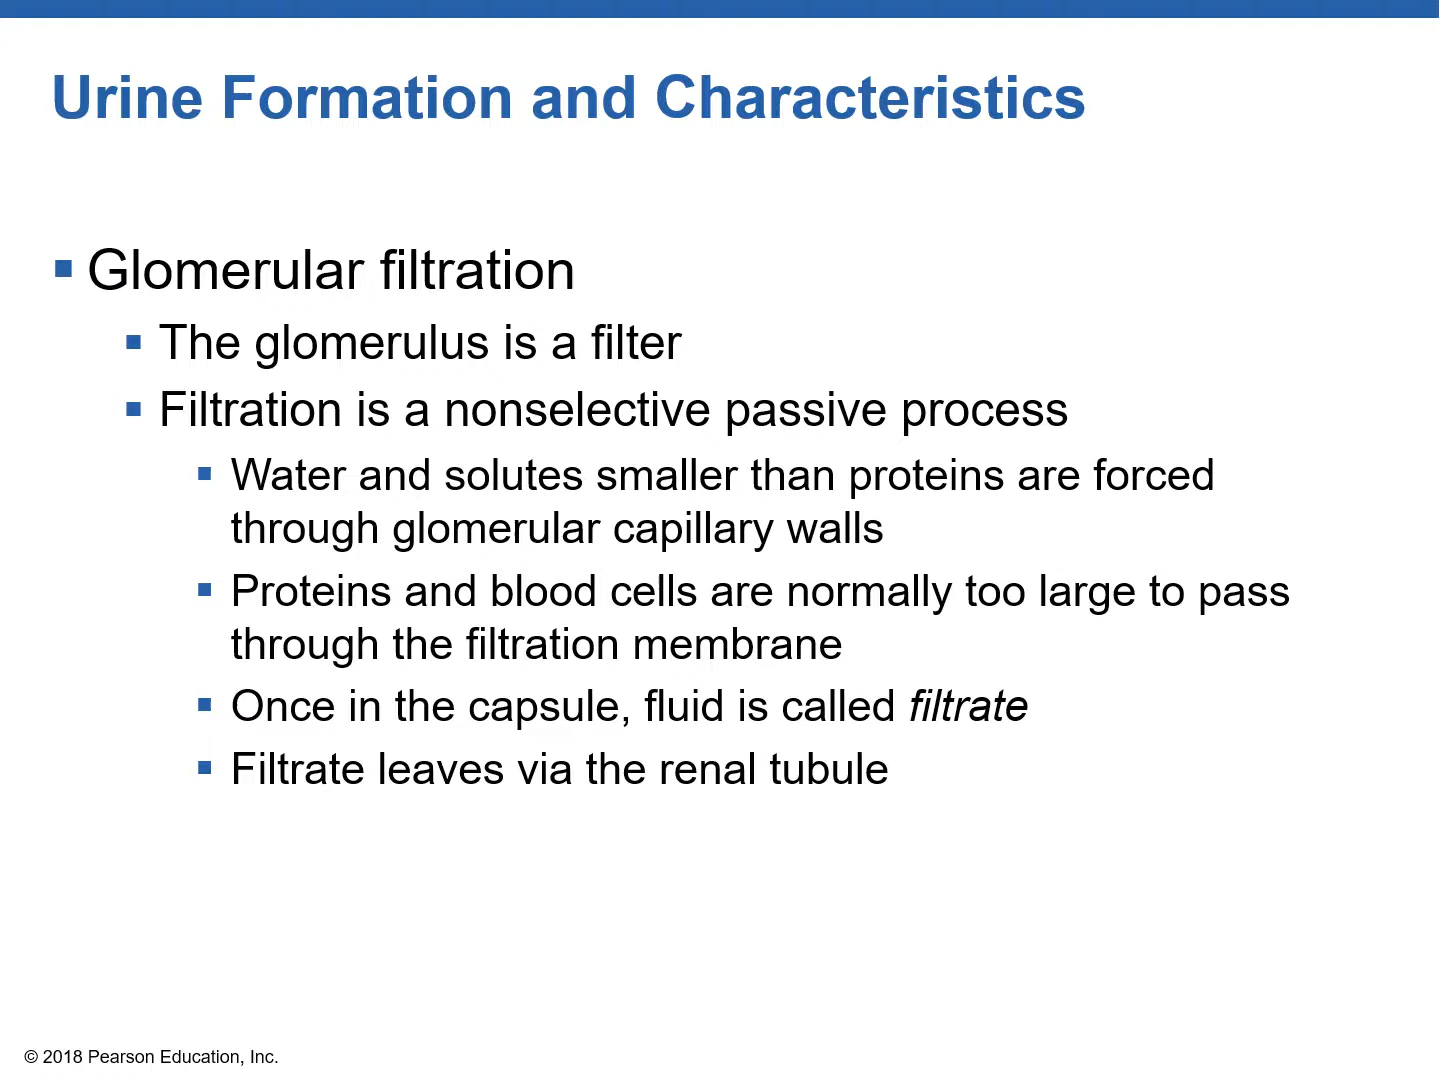 Urine Formation and Characteristics
Glomerular filtration
The glomerulus is a filter
Filtration is a nonselective passive process
Water and solutes smaller than proteins are forced
through glomerular capillary walls
Proteins and blood cells are normally too large to pass
through the filtration membrane
Once in the capsule, fluid is called filtrate
Filtrate leaves via the renal tubule
© 2018 Pearson Education, Inc.